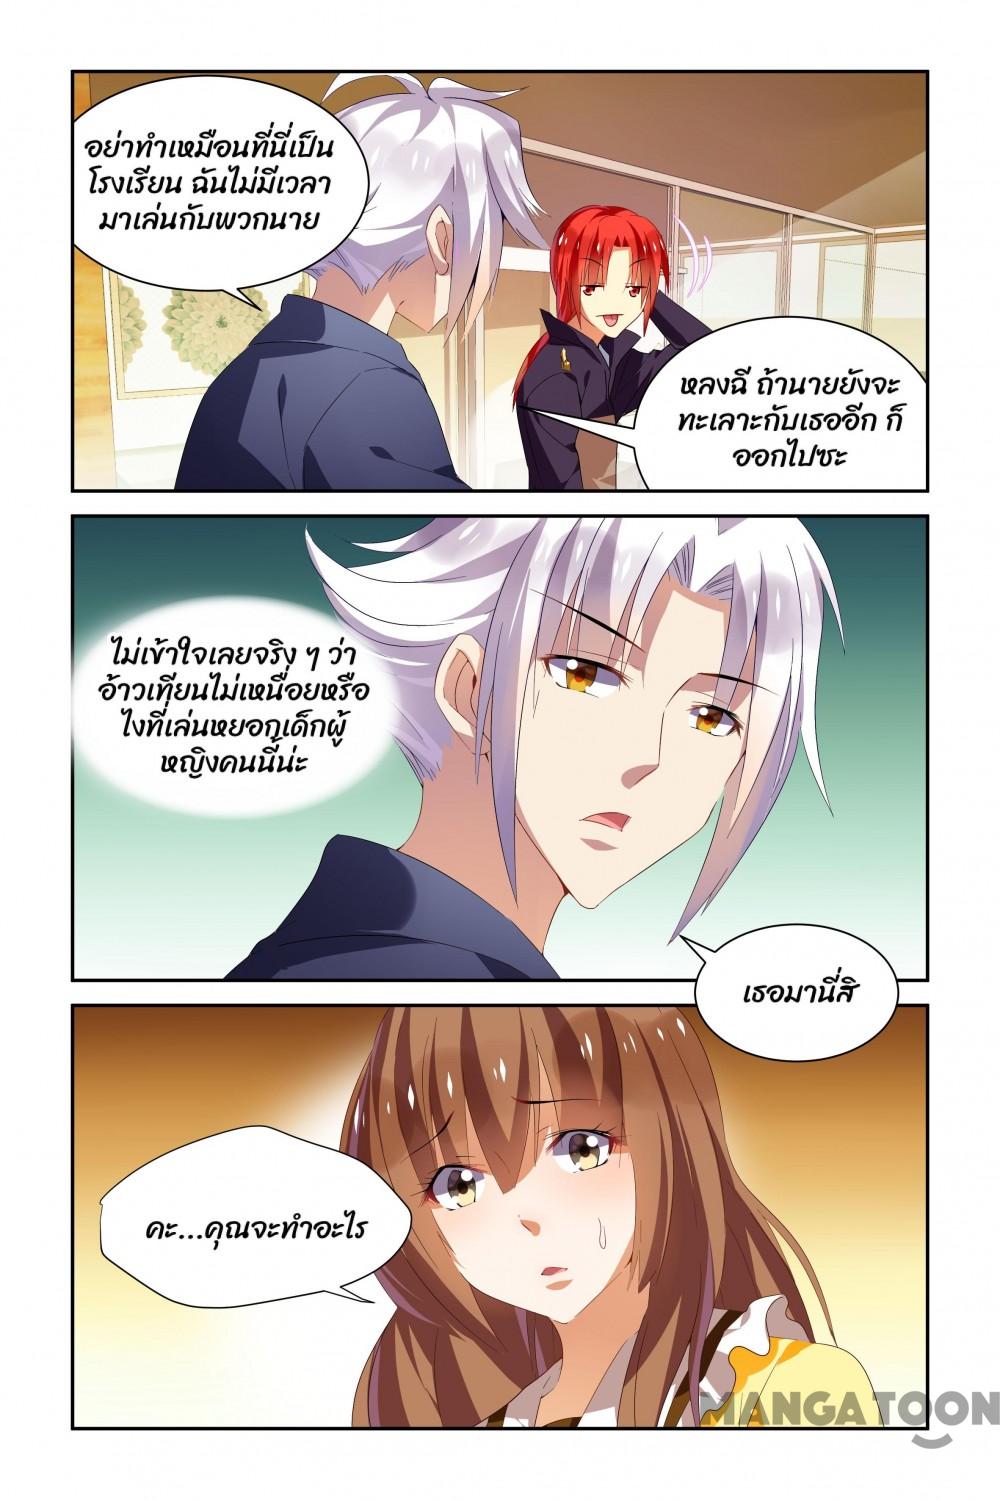 อย่าทำเหมือนที่นี่เป็น
โรงเรียน ฉันไม่มีเวลา
มาเล่นกับพวกนาย
หลงฉี ถ้านายยังจะ
ทะเลาะกับเธออีก ก็
ออกไปซะ
ไม่เข้าใจเลยจริง ๆ ว่า
อ้าวเทียนไม่เหนื่อยหรือ
ไงที่เล่นหยอกเด็กผู้
หญิงคนนี้น่ะ
เธอมานี่สิ
คะ...คุณจะทำอะไร
MANGATOON